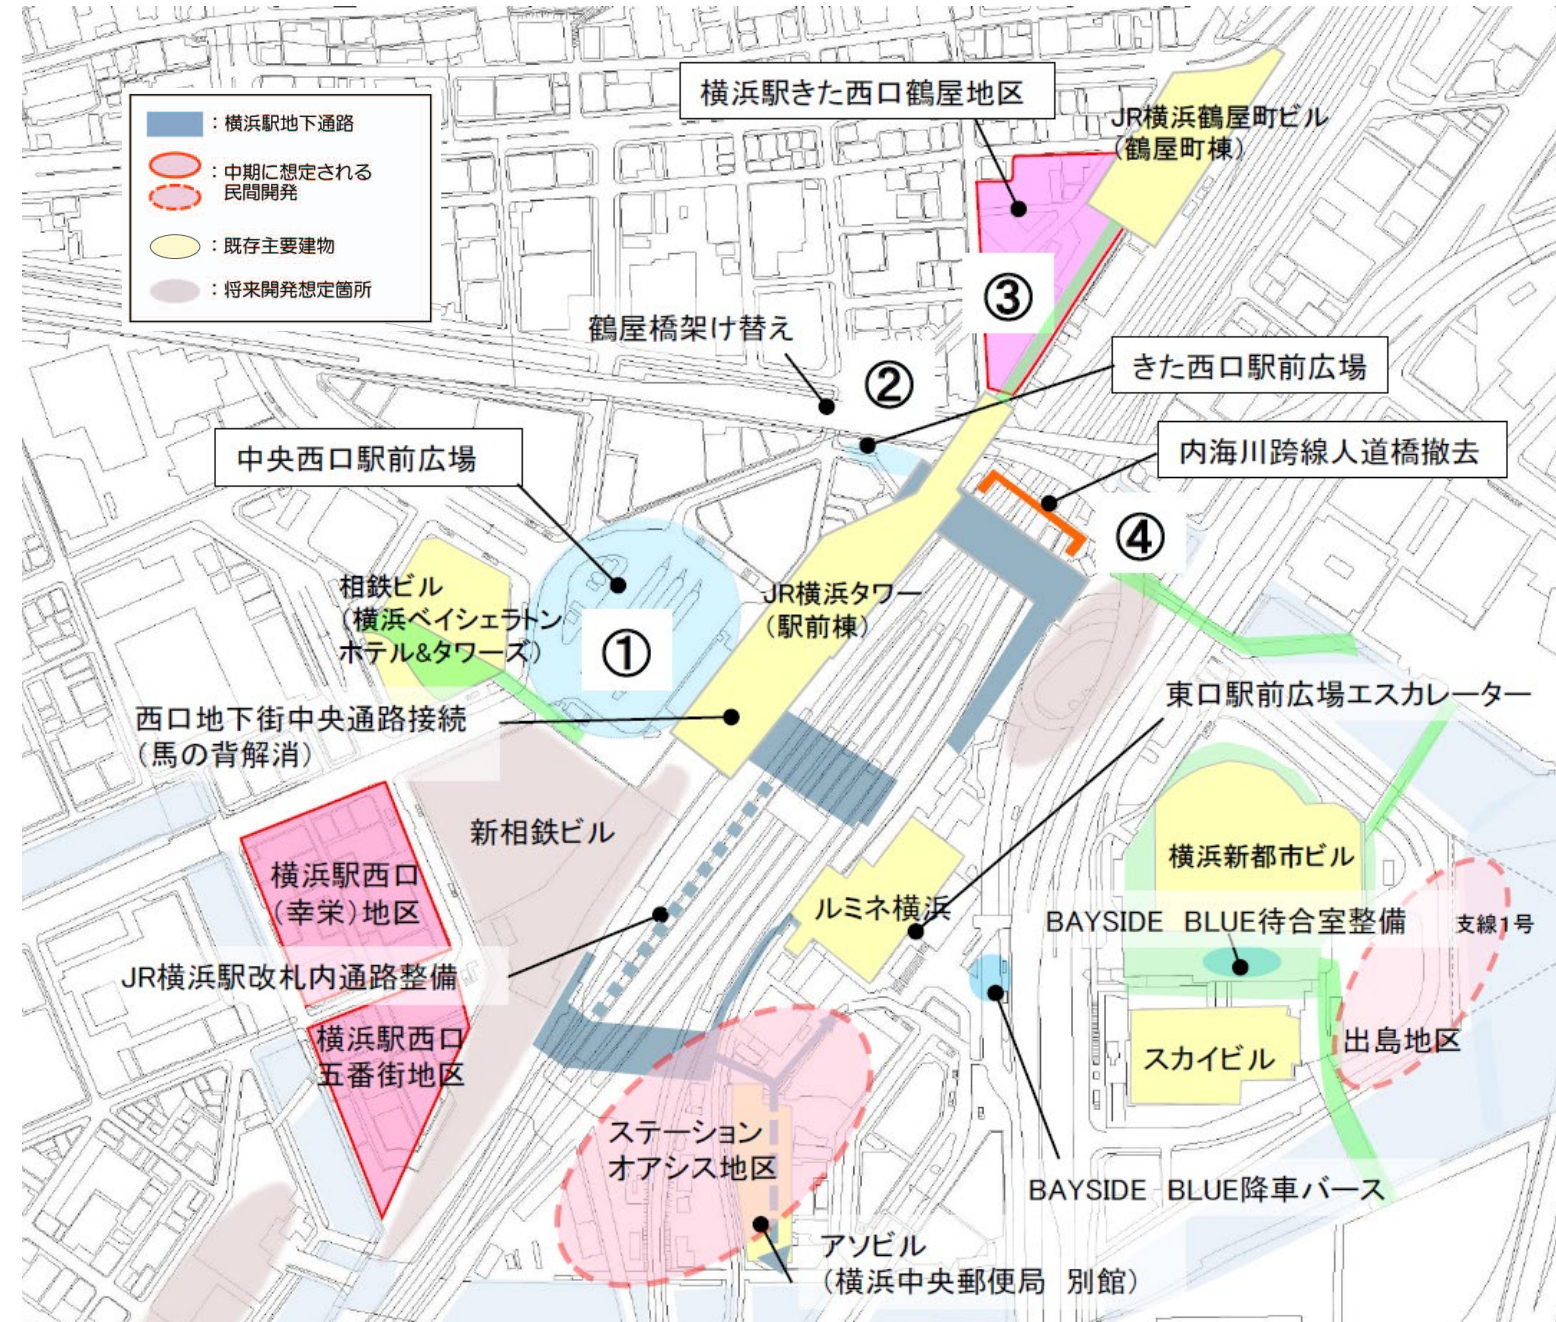 横浜駅きた西口鶴屋地区
JR横浜鶴屋町ビル
（鶴屋町棟）
：横浜駅地下通路
：中期に想定される
民間開発
：既存主要建物
：将来開発想定箇所
③
鶴屋橋架け替え
②
きた西口駅前広場
中央西口駅前広場
内海川跨線人道橋撤去
④
相鉄ビル
（横浜ベイシェラトン
ホテル&タワーズ）
JR横浜タワー
（駅前棟）
①
西口地下街中央通路接続
（馬の背解消）
東口駅前広場エスカレーター
新相鉄ビル
横浜駅西口
（幸栄）地区
横浜新都市ビル
ルミネ横浜
BAYSIDE BLUE待合室整備
支線1号
JR横浜駅改札内通路整備
横浜駅西口
五番街地区
スカイビル
出島地区
ステーション
オアシス地区
BAYSIDE BLUE降車バース
アソビル
（横浜中央郵便局 別館）